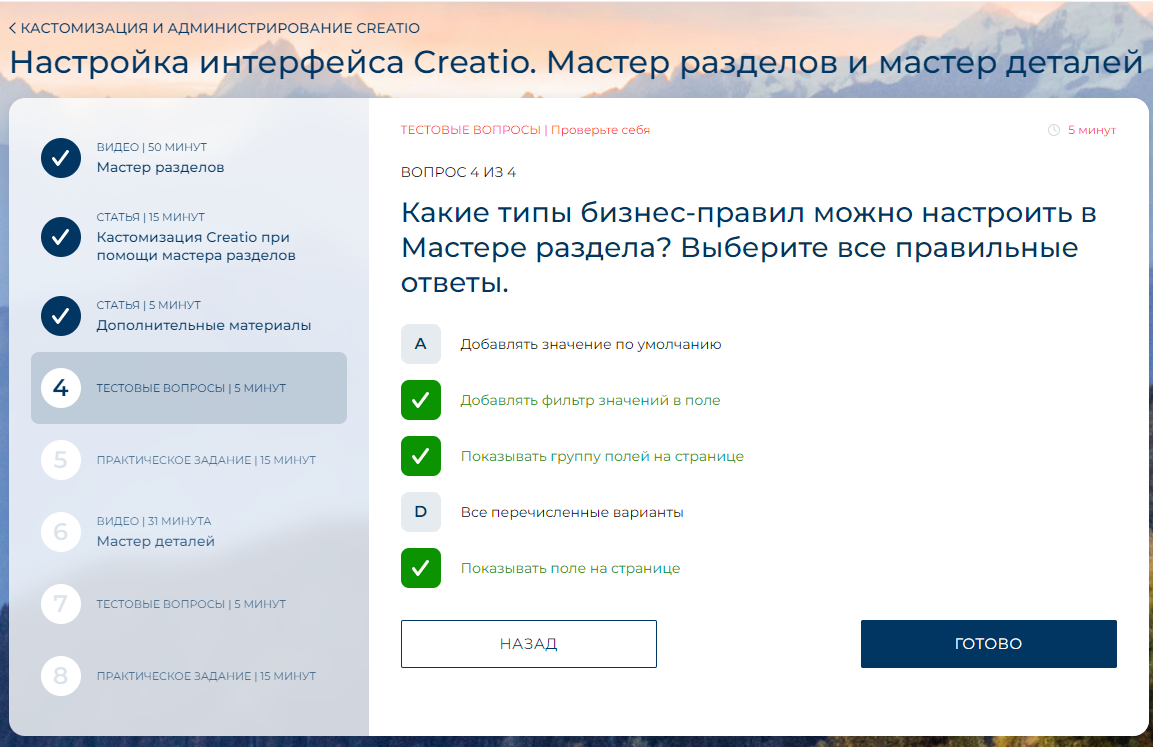 КАСТОМИЗАЦИЯ И АДМИНИСТРИРОВАНИЕ CREATIO
Настройка интерфейса Creatio. Мастер разделов и мастер деталей
ВИДЕО | 50 МИНУТ
Мастер разделов
СТАТЬЯ | 15 МИНУТ
Кастомизация Creatio при
помощи мастера разделов
СТАТЬЯ | 5 МИНУТ
Дополнительные материалы
4
ТЕСТОВЫЕ ВОПРОСЫ | 5 МИНУТ
5
ПРАКТИЧЕСКОЕ ЗАДАНИЕ | 15 МИНУТ
6
ВИДЕО | 31 МИНУТА
Мастер деталей
7
ТЕСТОВЫЕ ВОПРОСЫ | 5 МИНУТ
8
ПРАКТИЧЕСКОЕ ЗАДАНИЕ | 15 МИНУТ
ТЕСТОВЫЕ ВОПРОСЫ | Проверьте себя
5 минут
ВОПРОС 4 ИЗ 4
Какие типы бизнес-правил можно настроить в
Мастере раздела? Выберите все правильные
ответы.
A Добавлять значение по умолчанию
Добавлять фильтр значений в поле
Показывать группу полей на странице
D Все перечисленные варианты
Показывать поле на странице
НАЗАД
ГОТОВО